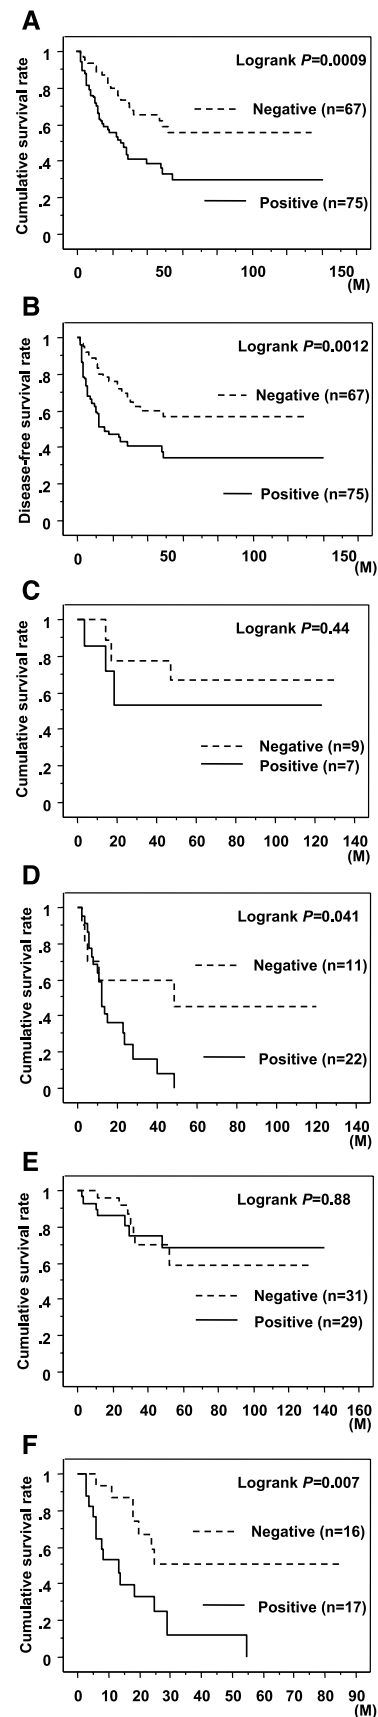 A
Cumulative survival rate
1
.8
.6
.4
.2
0
Logrank P=0.0009
Negative (n=67)
Positive (n=75)
0 50 100 150
(M)
B
Disease-free survival rate
1
.8
.6
.4
.2
0
Logrank P=0.0012
Negative (n=67)
Positive (n=75)
0 50 100 150
(M)
C
Cumulative survival rate
1
.8
.6
.4
.2
0
Logrank P=0.44
Negative (n=9)
Positive (n=7)
0 20 40 60 80 100 120 140
(M)
D
Cumulative survival rate
1
.8
.6
.4
.2
0
Logrank P=0.041
Negative (n=11)
Positive (n=22)
0 20 40 60 80 100 120 140
(M)
E
Cumulative survival rate
1
.8
.6
.4
.2
0
Logrank P=0.88
Negative (n=31)
Positive (n=29)
0 20 40 60 80 100 120 140 160
(M)
F
Cumulative survival rate
1
.8
.6
.4
.2
0
Logrank P=0.007
Negative (n=16)
Positive (n=17)
0 10 20 30 40 50 60 70 80 90
(M)